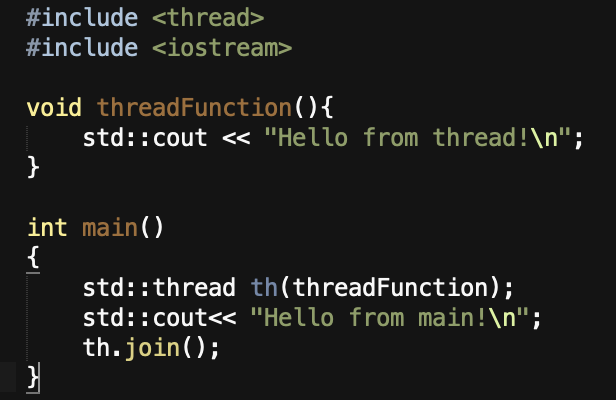 #include <thread>
#include <iostream>
void threadFunction(){
std::cout << "Hello from thread!\n";
}
int main()
{
std::thread th(threadFunction);
std::cout<< "Hello from main!\n";
th.join();
}